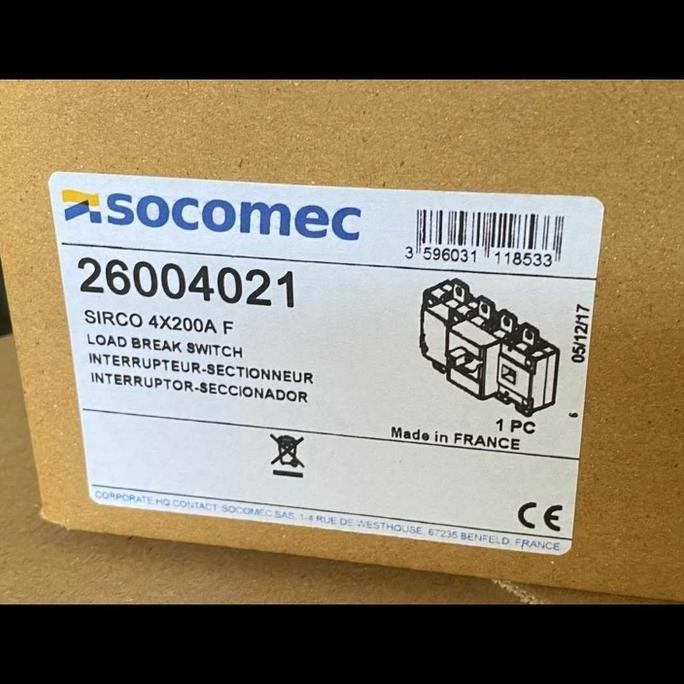 socomec
3 596031 118533
26004021
SIRCO 4X200A F
LOAD BREAK SWITCH
INTERRUPTEUR-SECTIONNEUR
INTERRUPTOR-SECCIONADOR
05/12/17
6
1 PC
Made in FRANCE
CE
CORPORATE HQ CONTACT: SOCOMEC SAS, 1-4 RUE DE WESTHOUSE, 67235 BENFELD, FRANCE